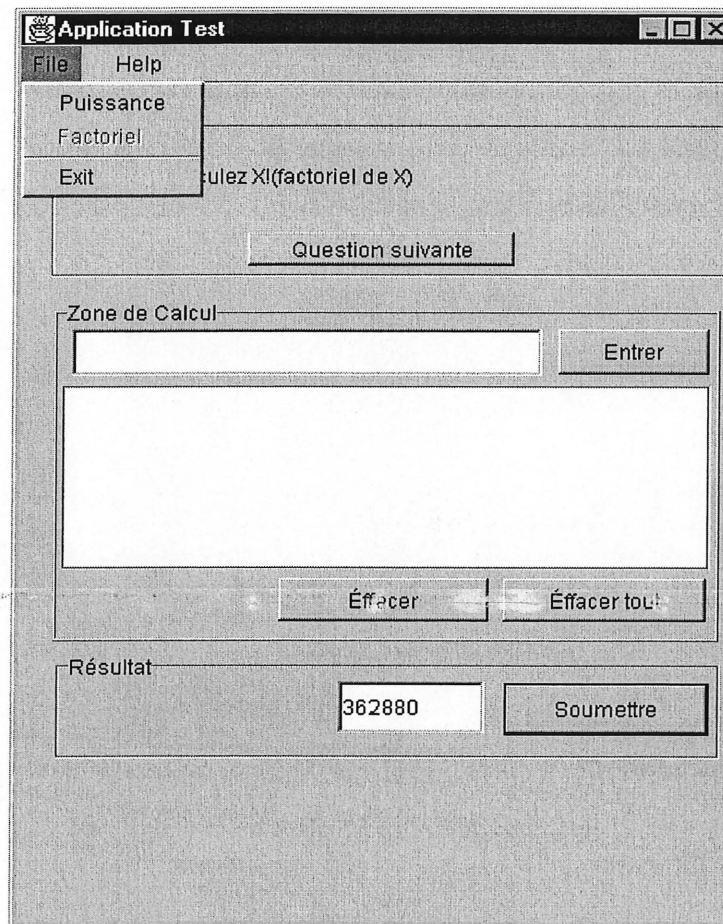 Application Test
File Help
Puissance
Factoriel
Exit
culez X!(factoriel de X)
Question suivante
Zone de Calcul
Entrer
Éffacer Éffacer tout
Résultat
362880 Soumettre